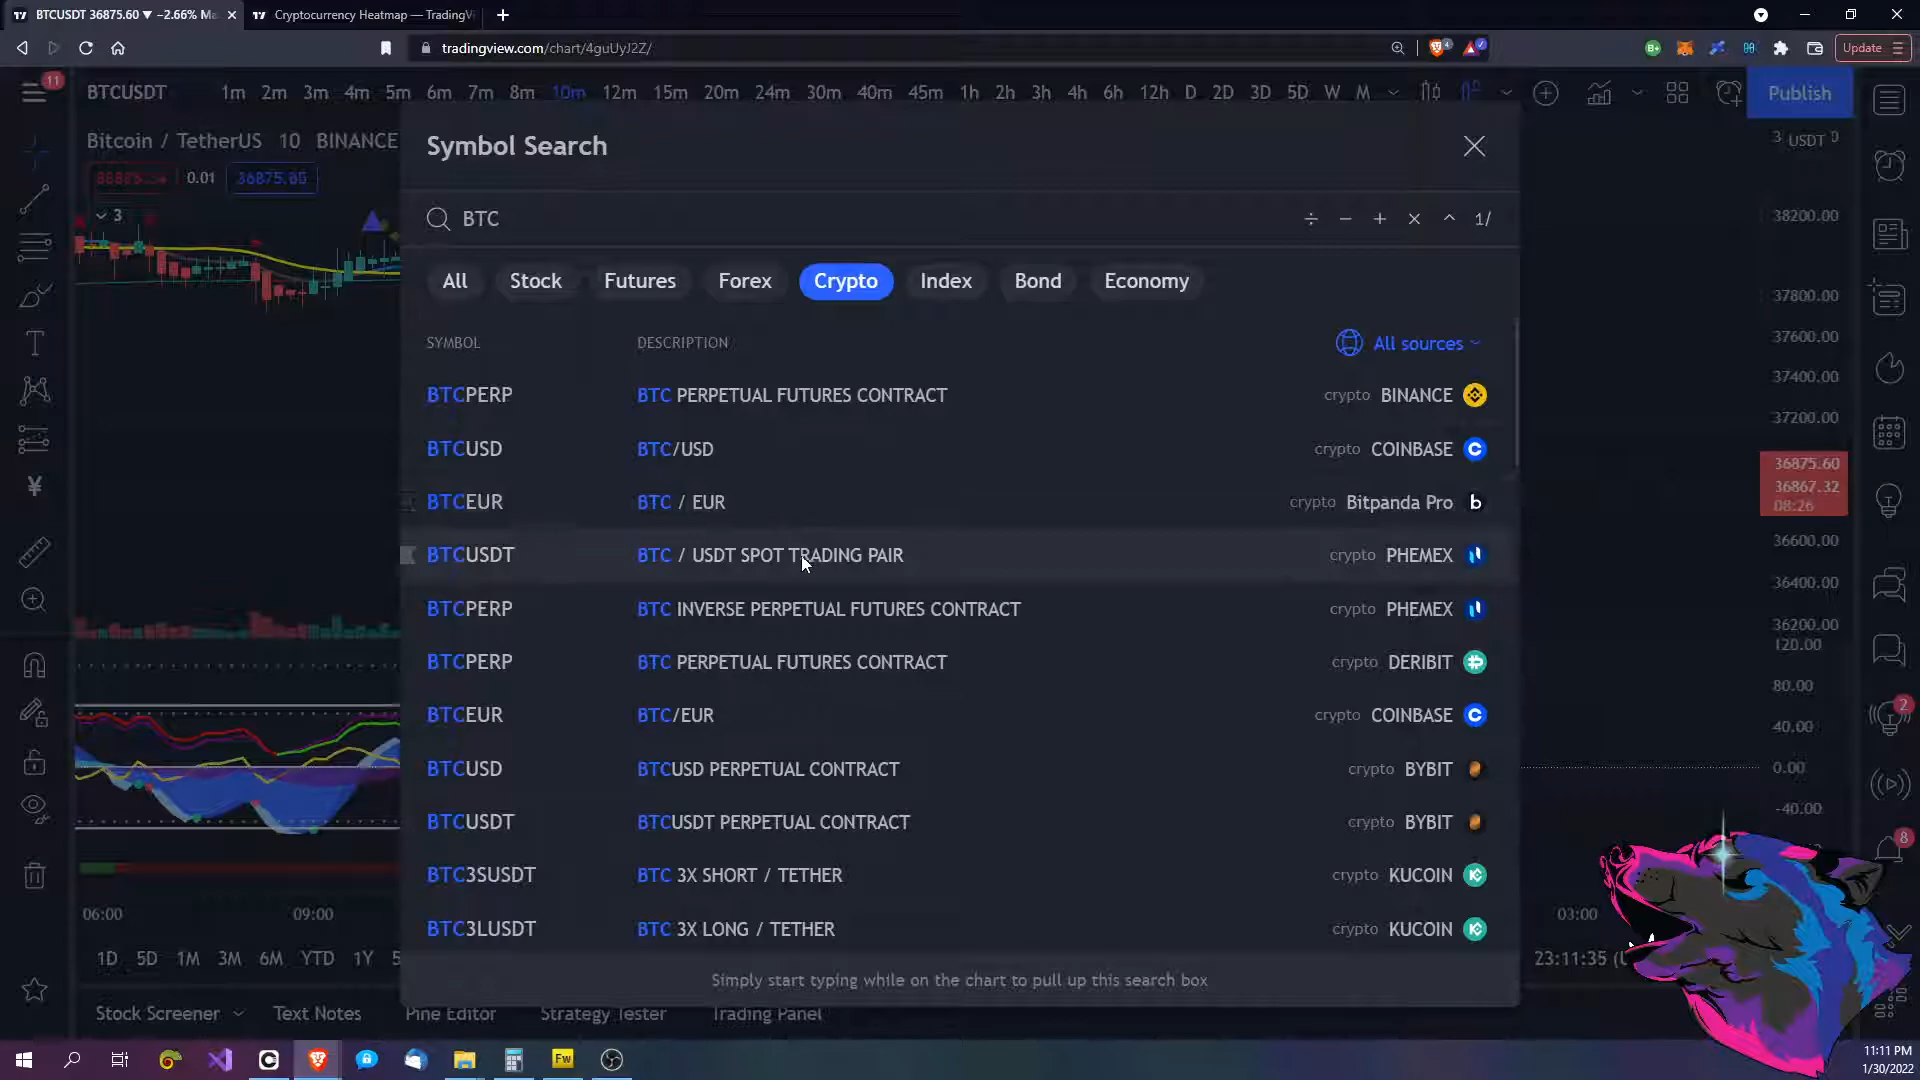 BTCUSDT 36875.60 ▼ −2.66% Ma
Cryptocurrency Heatmap — TradingVi
tradingview.com/chart/4guUyJ2Z/
Update
11
BTCUSDT 1m 2m 3m 4m 5m 6m 7m 8m 10m 12m 15m 20m 24m 30m 40m 45m 1h 2h 3h 4h 6h 12h D 2D 3D 5D W M
Publish
Bitcoin / TetherUS 10 BINANCE
0.01 36875.65
3
USDT
Symbol Search
BTC
÷ − + × ^ 1/
All Stock Futures Forex Crypto Index Bond Economy
SYMBOL DESCRIPTION All sources
BTCPERP BTC PERPETUAL FUTURES CONTRACT crypto BINANCE
BTCUSD BTC/USD crypto COINBASE
BTCEUR BTC / EUR crypto Bitpanda Pro
BTCUSDT BTC / USDT SPOT TRADING PAIR crypto PHEMEX
BTCPERP BTC INVERSE PERPETUAL FUTURES CONTRACT crypto PHEMEX
BTCPERP BTC PERPETUAL FUTURES CONTRACT crypto DERIBIT
BTCEUR BTC/EUR crypto COINBASE
BTCUSD BTCUSD PERPETUAL CONTRACT crypto BYBIT
BTCUSDT BTCUSDT PERPETUAL CONTRACT crypto BYBIT
BTC3SUSDT BTC 3X SHORT / TETHER crypto KUCOIN
BTC3LUSDT BTC 3X LONG / TETHER crypto KUCOIN
Simply start typing while on the chart to pull up this search box
38200.00
37800.00
37600.00
37400.00
37200.00
36875.60
36867.32
08:26
36600.00
36400.00
36200.00
120.00
80.00
40.00
0.00
-40.00
2
8
06:00 09:00 03:00
1D 5D 1M 3M 6M YTD 1Y 5
23:11:35 (U
Stock Screener Text Notes Pine Editor Strategy Tester Trading Panel
Fw
11:11 PM
1/30/2022